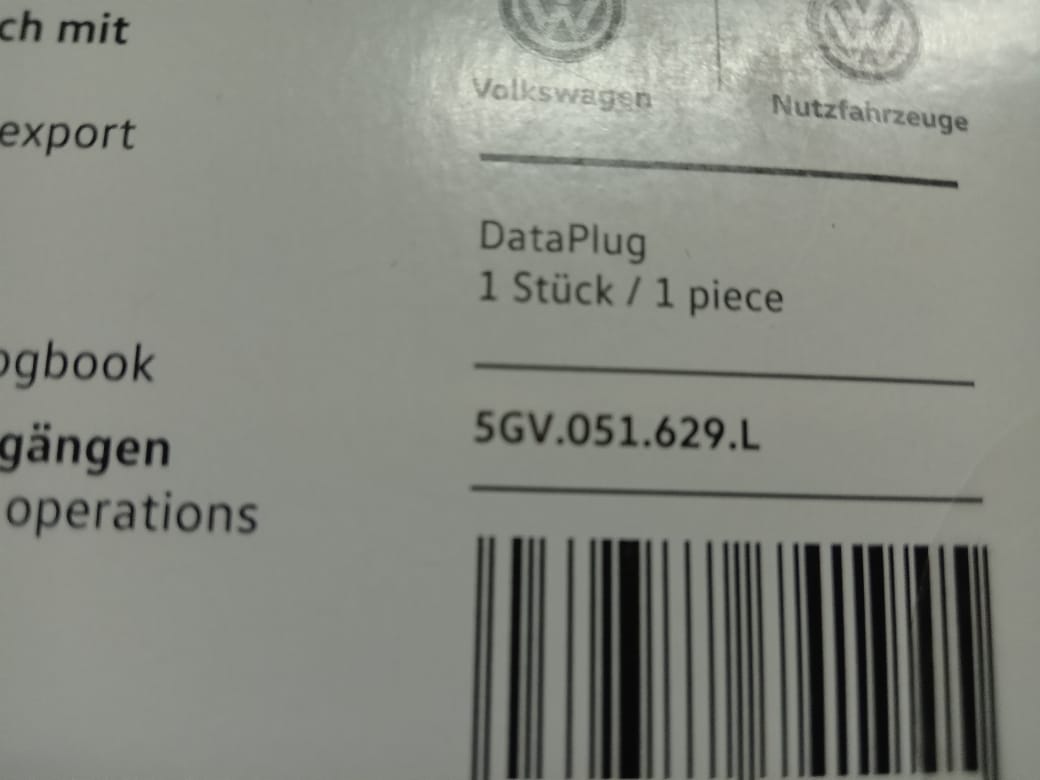 ch mit
export
ogbook
gängen
operations
Volkswagen
Nutzfahrzeuge
DataPlug
1 Stück / 1 piece
5GV.051.629.L